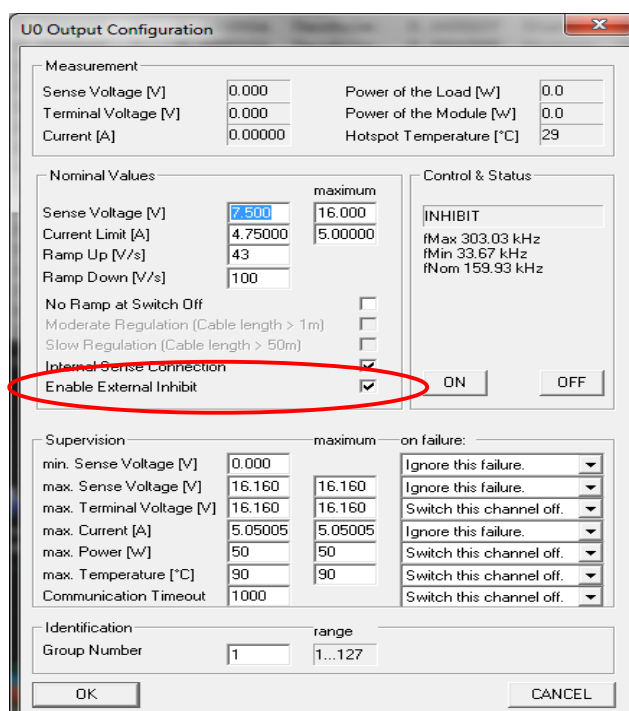 U0 Output Configuration
Measurement
Sense Voltage [V] 0.000 Power of the Load [W] 0.0
Terminal Voltage [V] 0.000 Power of the Module [W] 0.0
Current [A] 0.00000 Hotspot Temperature [°C] 29
Nominal Values
maximum
Sense Voltage [V] 7.500 16.000
Current Limit [A] 4.75000 5.00000
Ramp Up [V/s] 43
Ramp Down [V/s] 100
No Ramp at Switch Off
Moderate Regulation (Cable length > 1m)
Slow Regulation (Cable length > 50m)
Internal Sense Connection
Enable External Inhibit
Control & Status
INHIBIT
fMax 303.03 kHz
fMin 33.67 kHz
fNom 159.93 kHz
ON OFF
Supervision maximum on failure:
min. Sense Voltage [V] 0.000 Ignore this failure.
max. Sense Voltage [V] 16.160 16.160 Ignore this failure.
max. Terminal Voltage [V] 16.160 16.160 Switch this channel off.
max. Current [A] 5.05005 5.05005 Ignore this failure.
max. Power [W] 50 50 Switch this channel off.
max. Temperature [°C] 90 90 Switch this channel off.
Communication Timeout 1000 Switch this channel off.
Identification range
Group Number 1 1...127
OK CANCEL